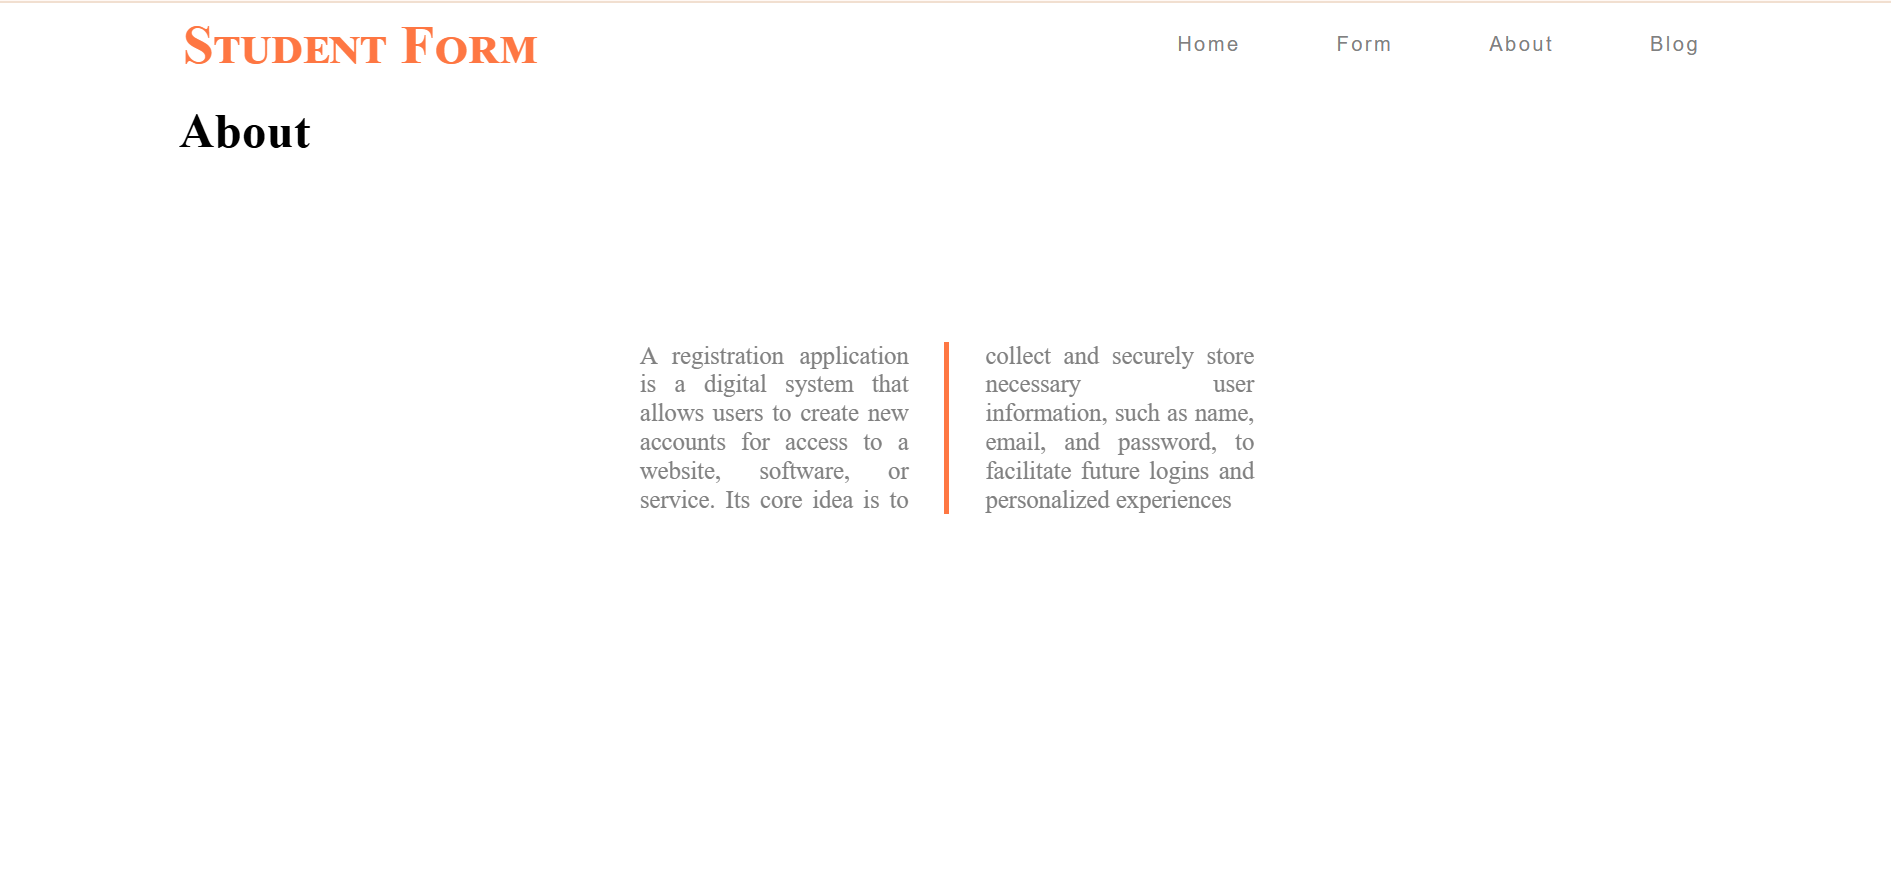 Student Form
Home Form About Blog
About
A registration application
is a digital system that
allows users to create new
accounts for access to a
website, software, or
service. Its core idea is to
collect and securely store
necessary user
information, such as name,
email, and password, to
facilitate future logins and
personalized experiences